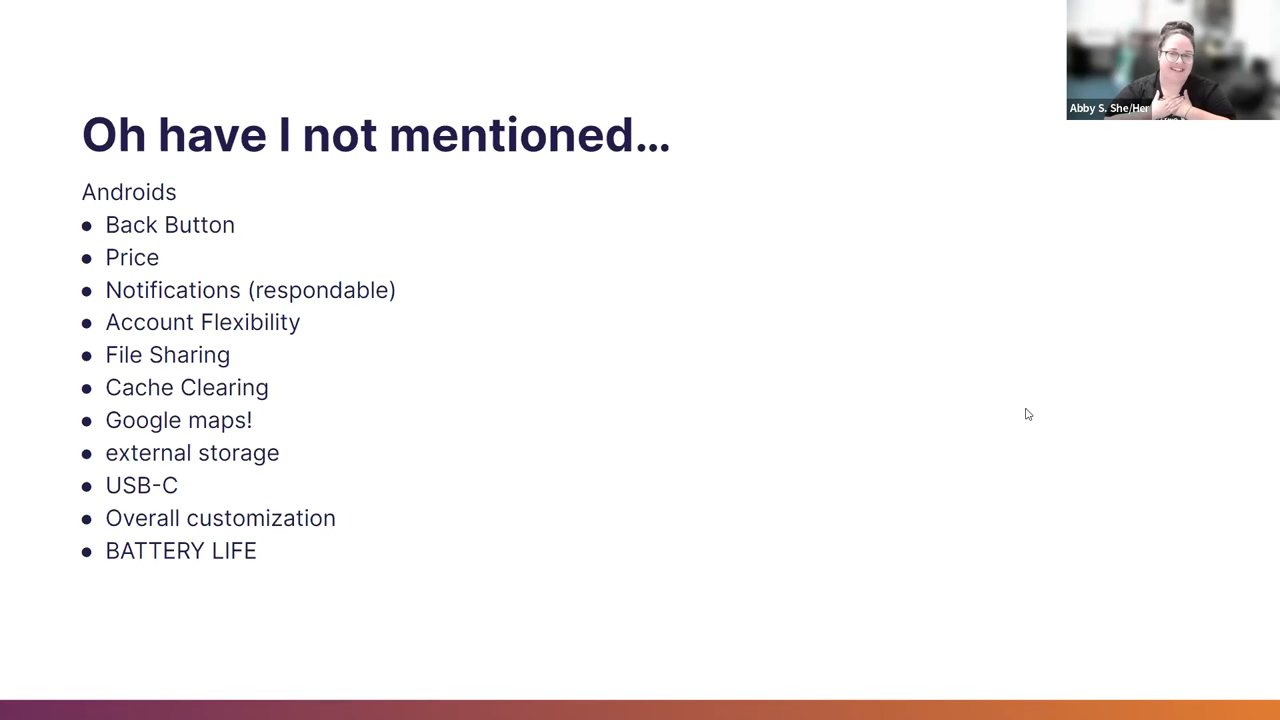 Abby S. She/Her
Oh have I not mentioned…
Androids
● Back Button
● Price
● Notifications (respondable)
● Account Flexibility
● File Sharing
● Cache Clearing
● Google maps!
● external storage
● USB-C
● Overall customization
● BATTERY LIFE